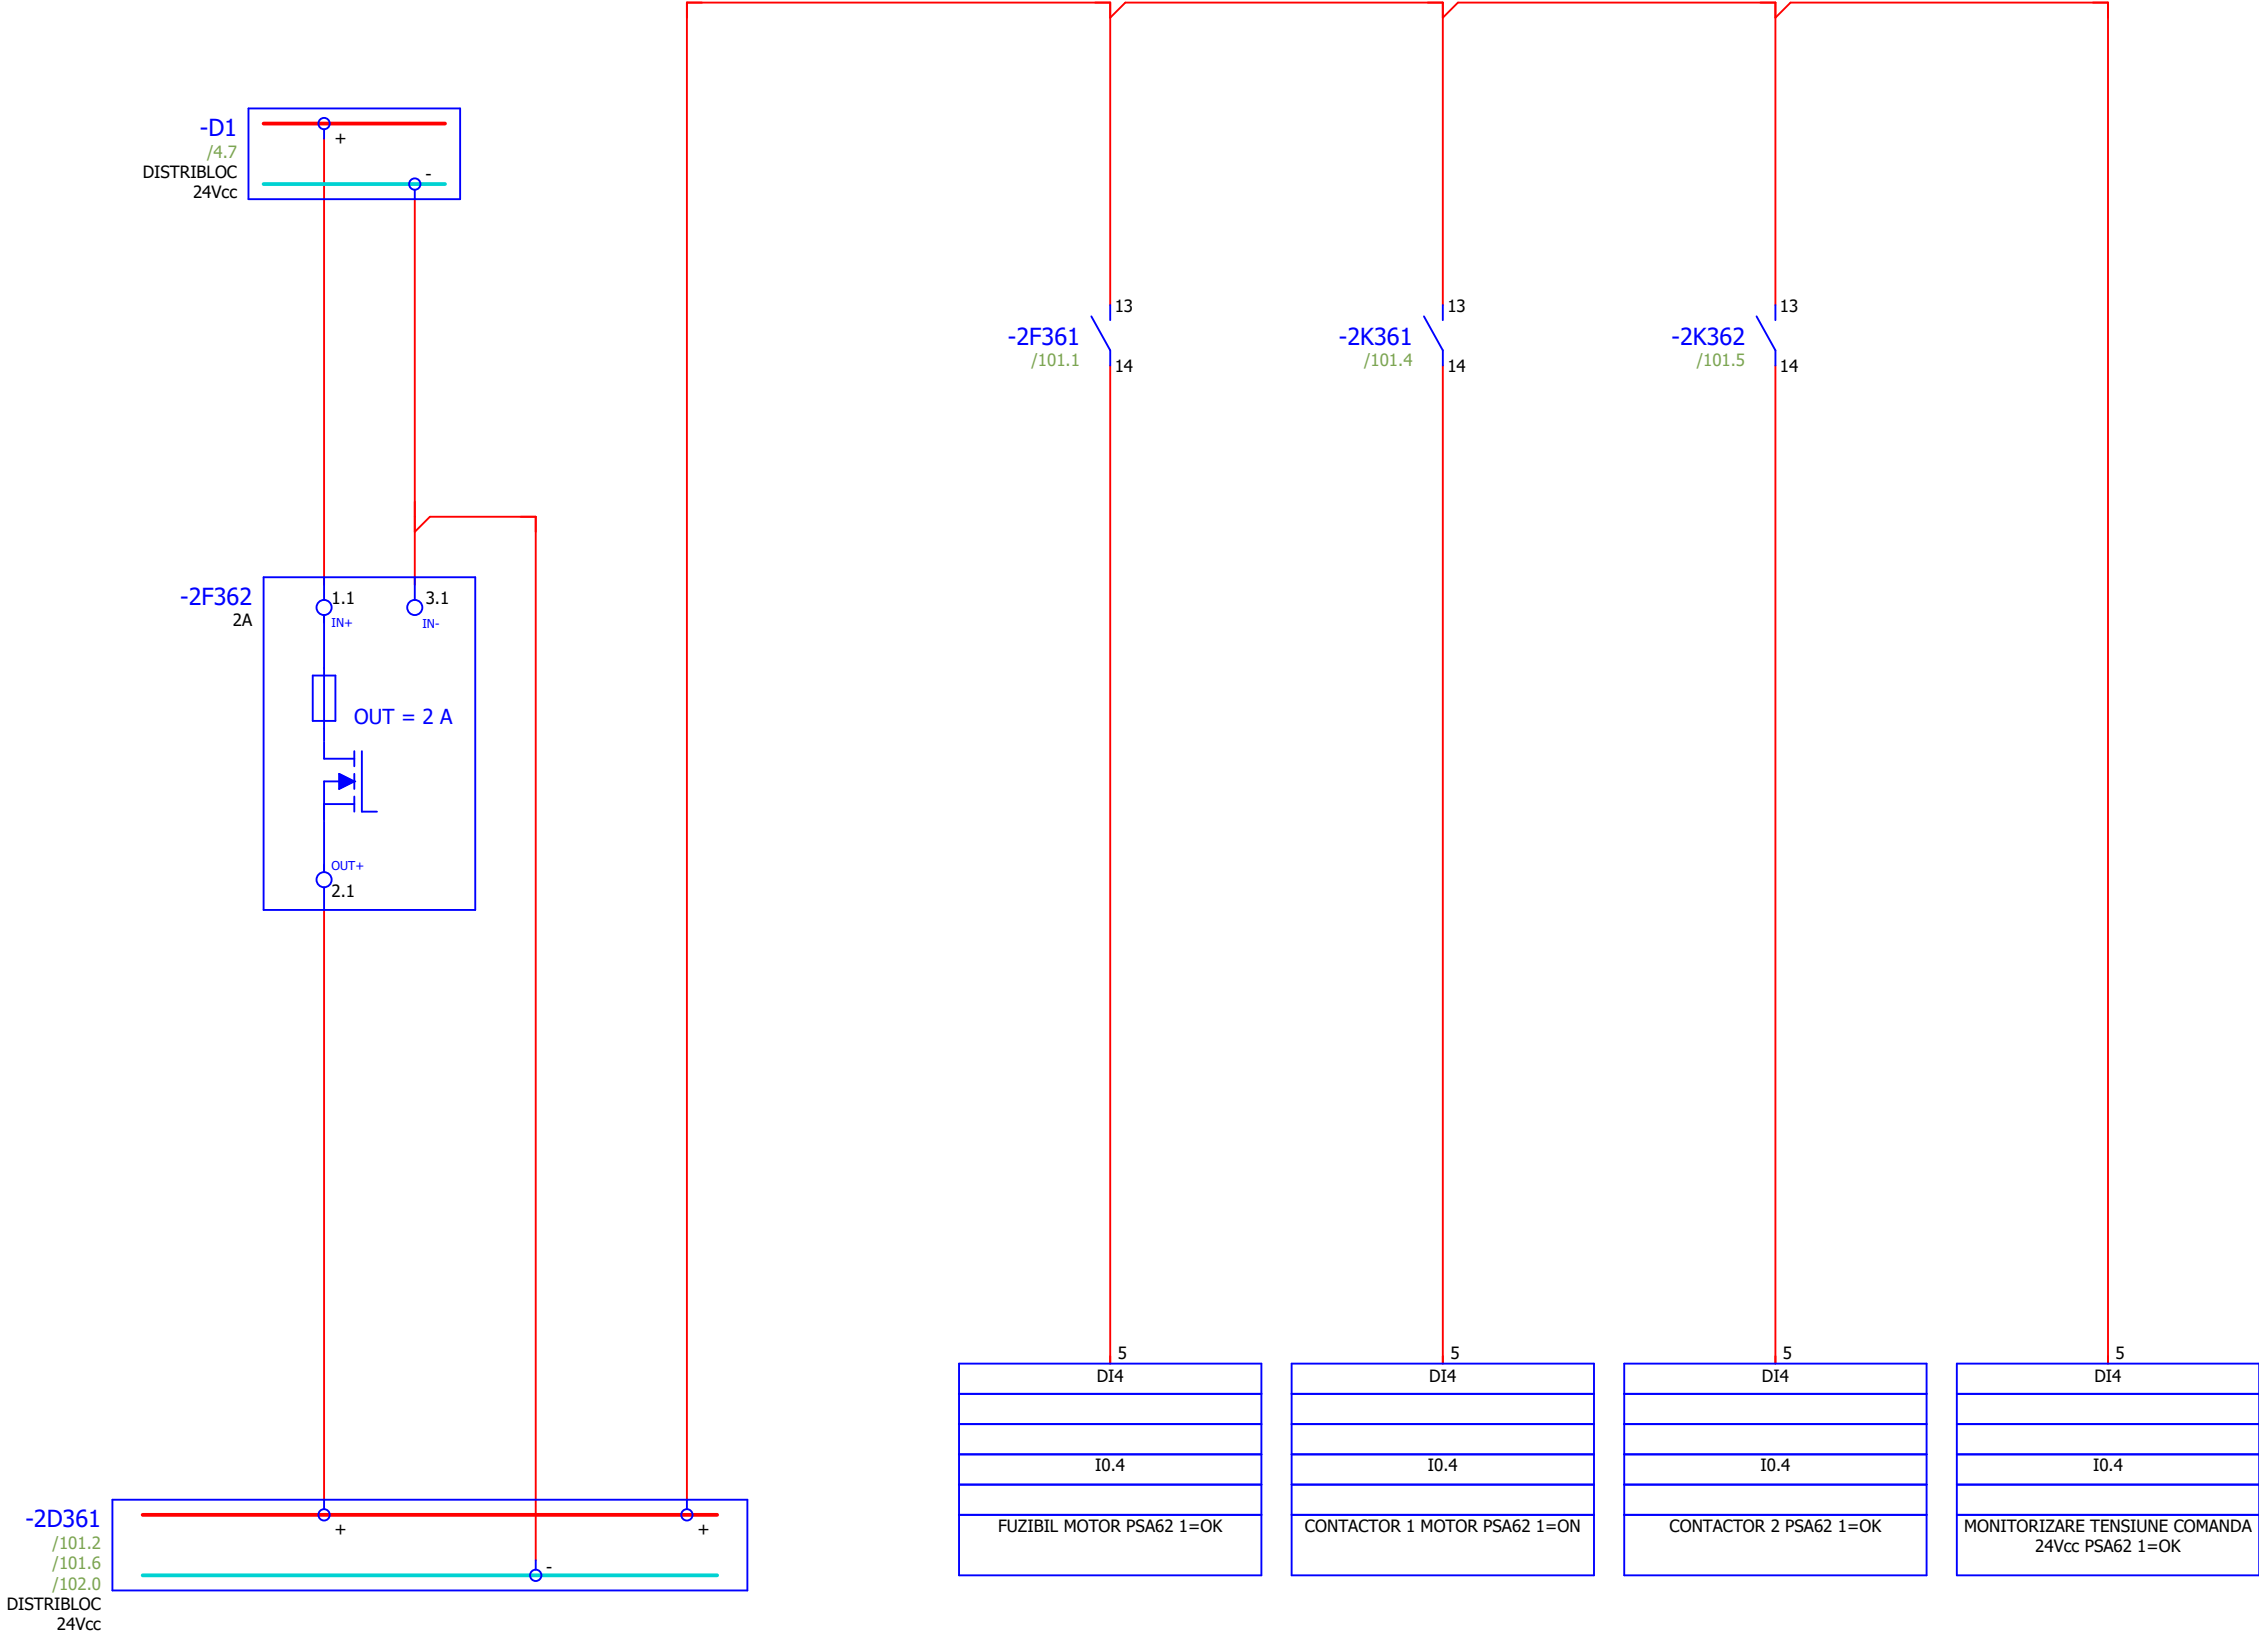 -D1
/4.7
DISTRIBLOC
24Vcc
+
-
-2F362
2A
1.1
IN+
3.1
IN-
OUT = 2 A
OUT+
2.1
-2D361
/101.2
/101.6
/102.0
DISTRIBLOC
24Vcc
+
-
+
-2F361
/101.1
13
14
-2K361
/101.4
13
14
-2K362
/101.5
13
14
5
DI4
I0.4
FUZIBIL MOTOR PSA62 1=OK
5
DI4
I0.4
CONTACTOR 1 MOTOR PSA62 1=ON
5
DI4
I0.4
CONTACTOR 2 PSA62 1=OK
5
DI4
I0.4
MONITORIZARE TENSIUNE COMANDA
24Vcc PSA62 1=OK